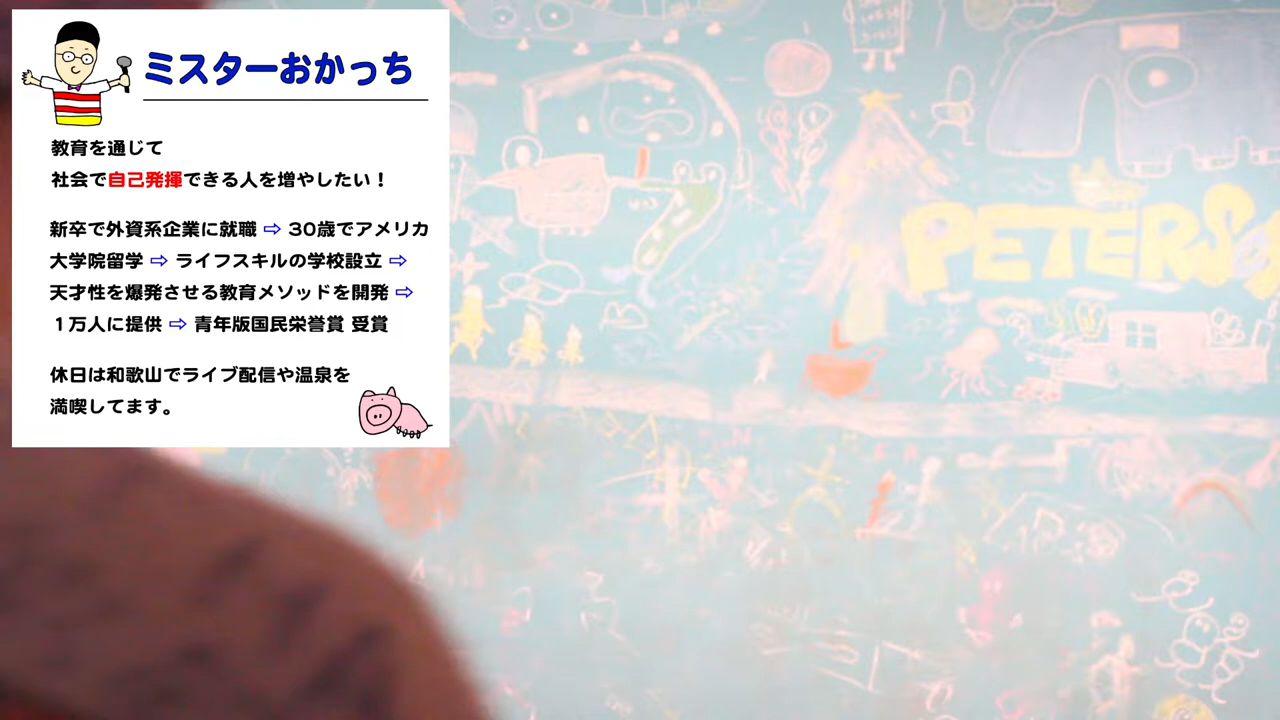 ミスターおかっち
教育を通じて
社会で自己発揮できる人を増やしたい！
新卒で外資系企業に就職 ⇨ 30歳でアメリカ
大学院留学 ⇨ ライフスキルの学校設立 ⇨
天才性を爆発させる教育メソッドを開発 ⇨
１万人に提供 ⇨ 青年版国民栄誉賞 受賞
休日は和歌山でライブ配信や温泉を
満喫してます。
PETERS